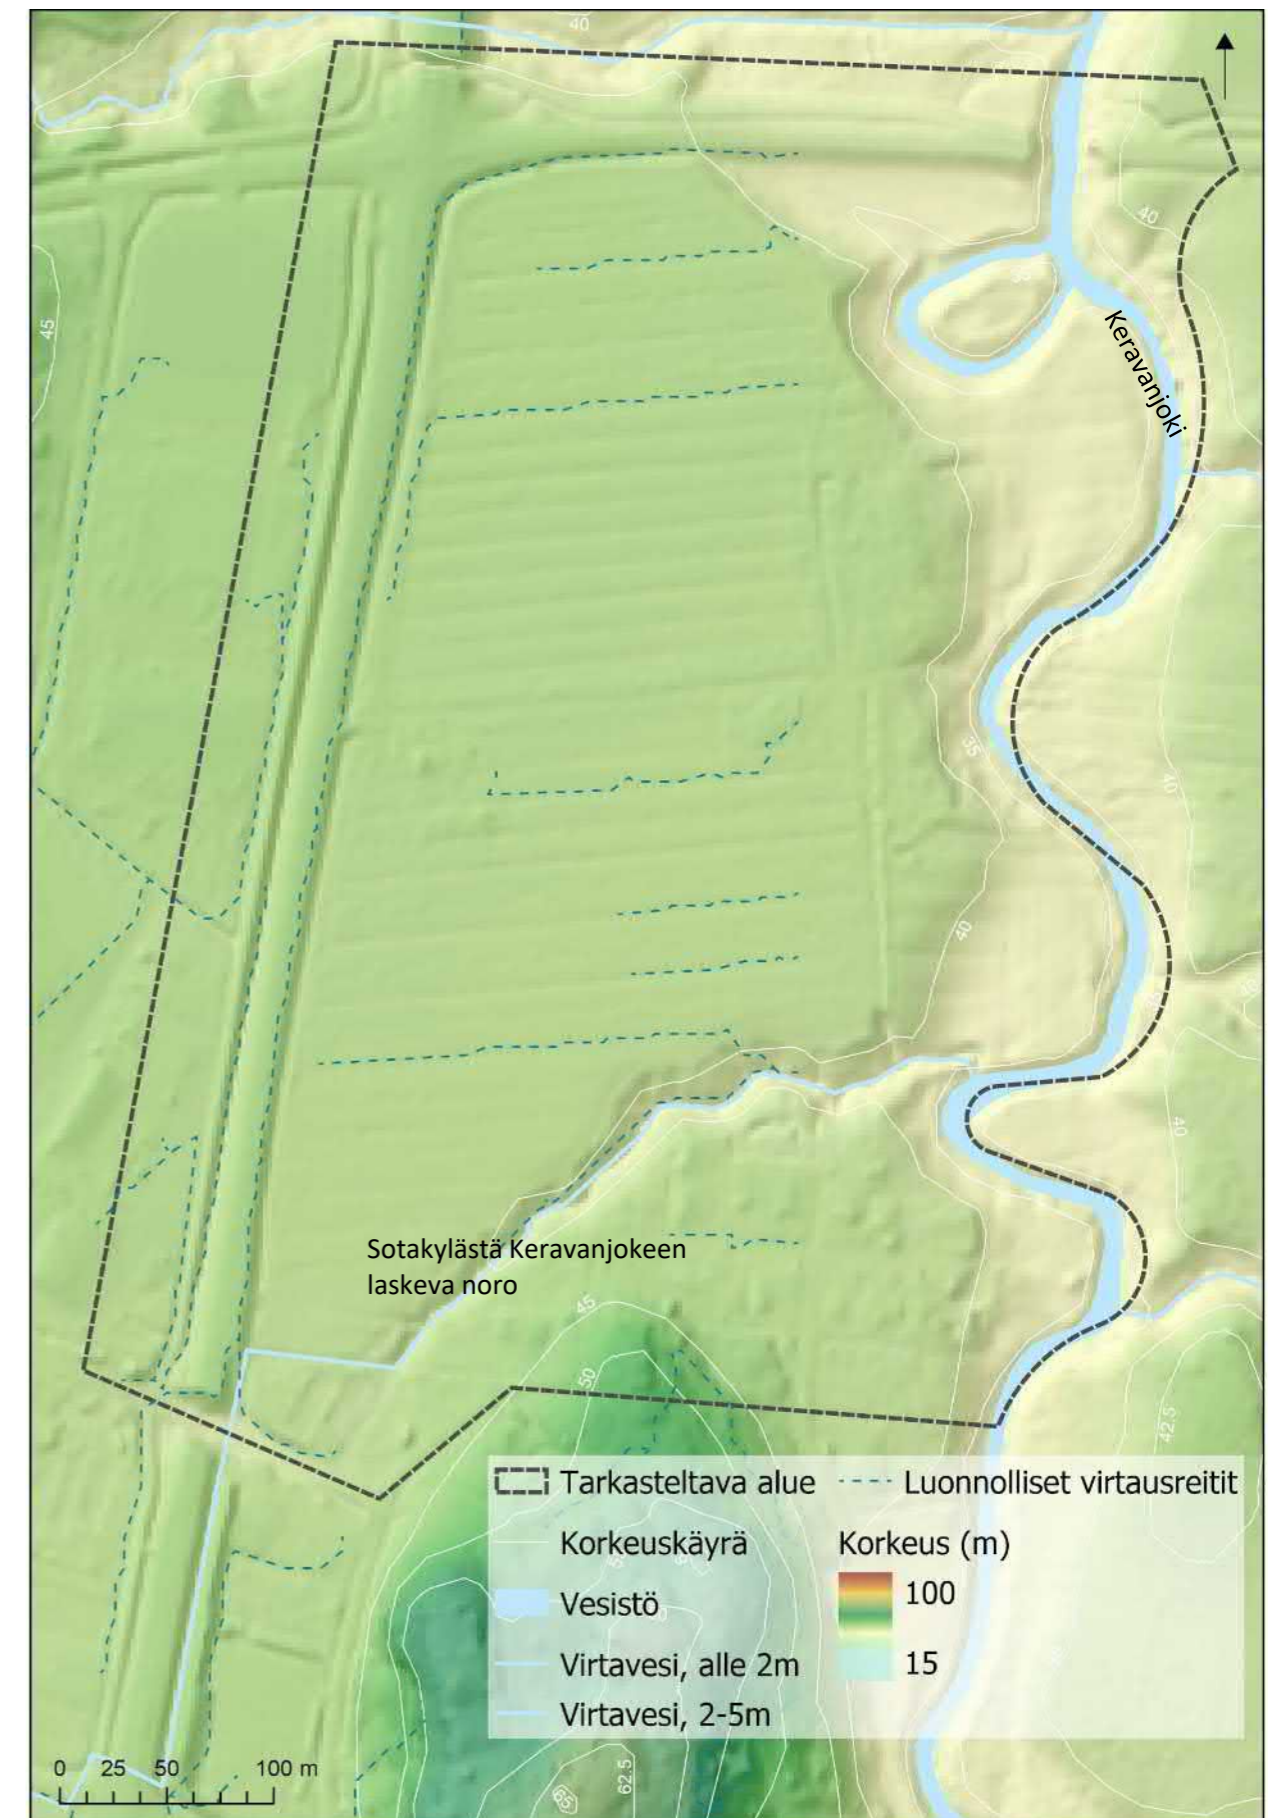 40
40
45
35
Keravanjoki
35
40
40
40
Sotakylästä Keravanjokeen
laskeva noro
45
50
42.5
Tarkasteltava alue
Luonnolliset virtausreitit
Korkeuskäyrä
Korkeus (m)
100
Vesistö
15
Virtavesi, alle 2m
Virtavesi, 2-5m
0 25 50 100 m
62.5
65